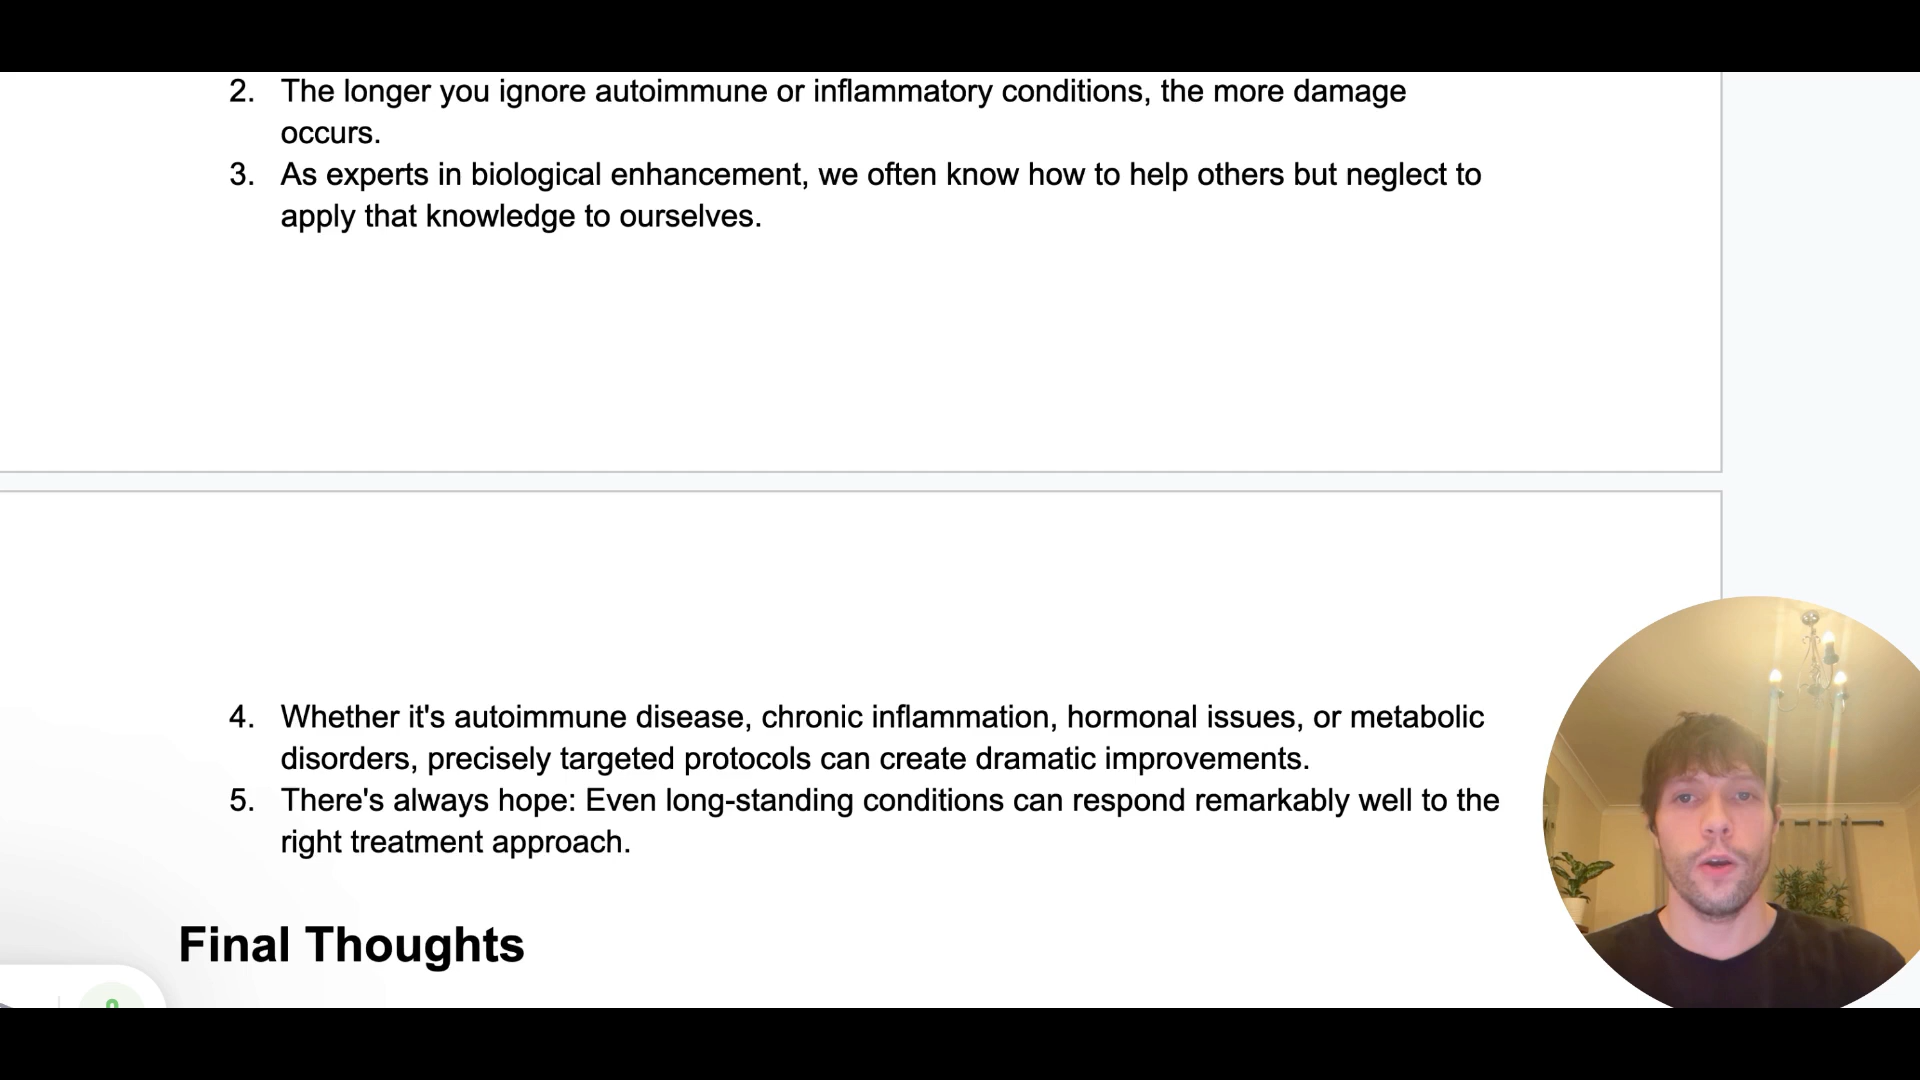 2. The longer you ignore autoimmune or inflammatory conditions, the more damage
occurs.
3. As experts in biological enhancement, we often know how to help others but neglect to
apply that knowledge to ourselves.
4. Whether it's autoimmune disease, chronic inflammation, hormonal issues, or metabolic
disorders, precisely targeted protocols can create dramatic improvements.
5. There's always hope: Even long-standing conditions can respond remarkably well to the
right treatment approach.
Final Thoughts